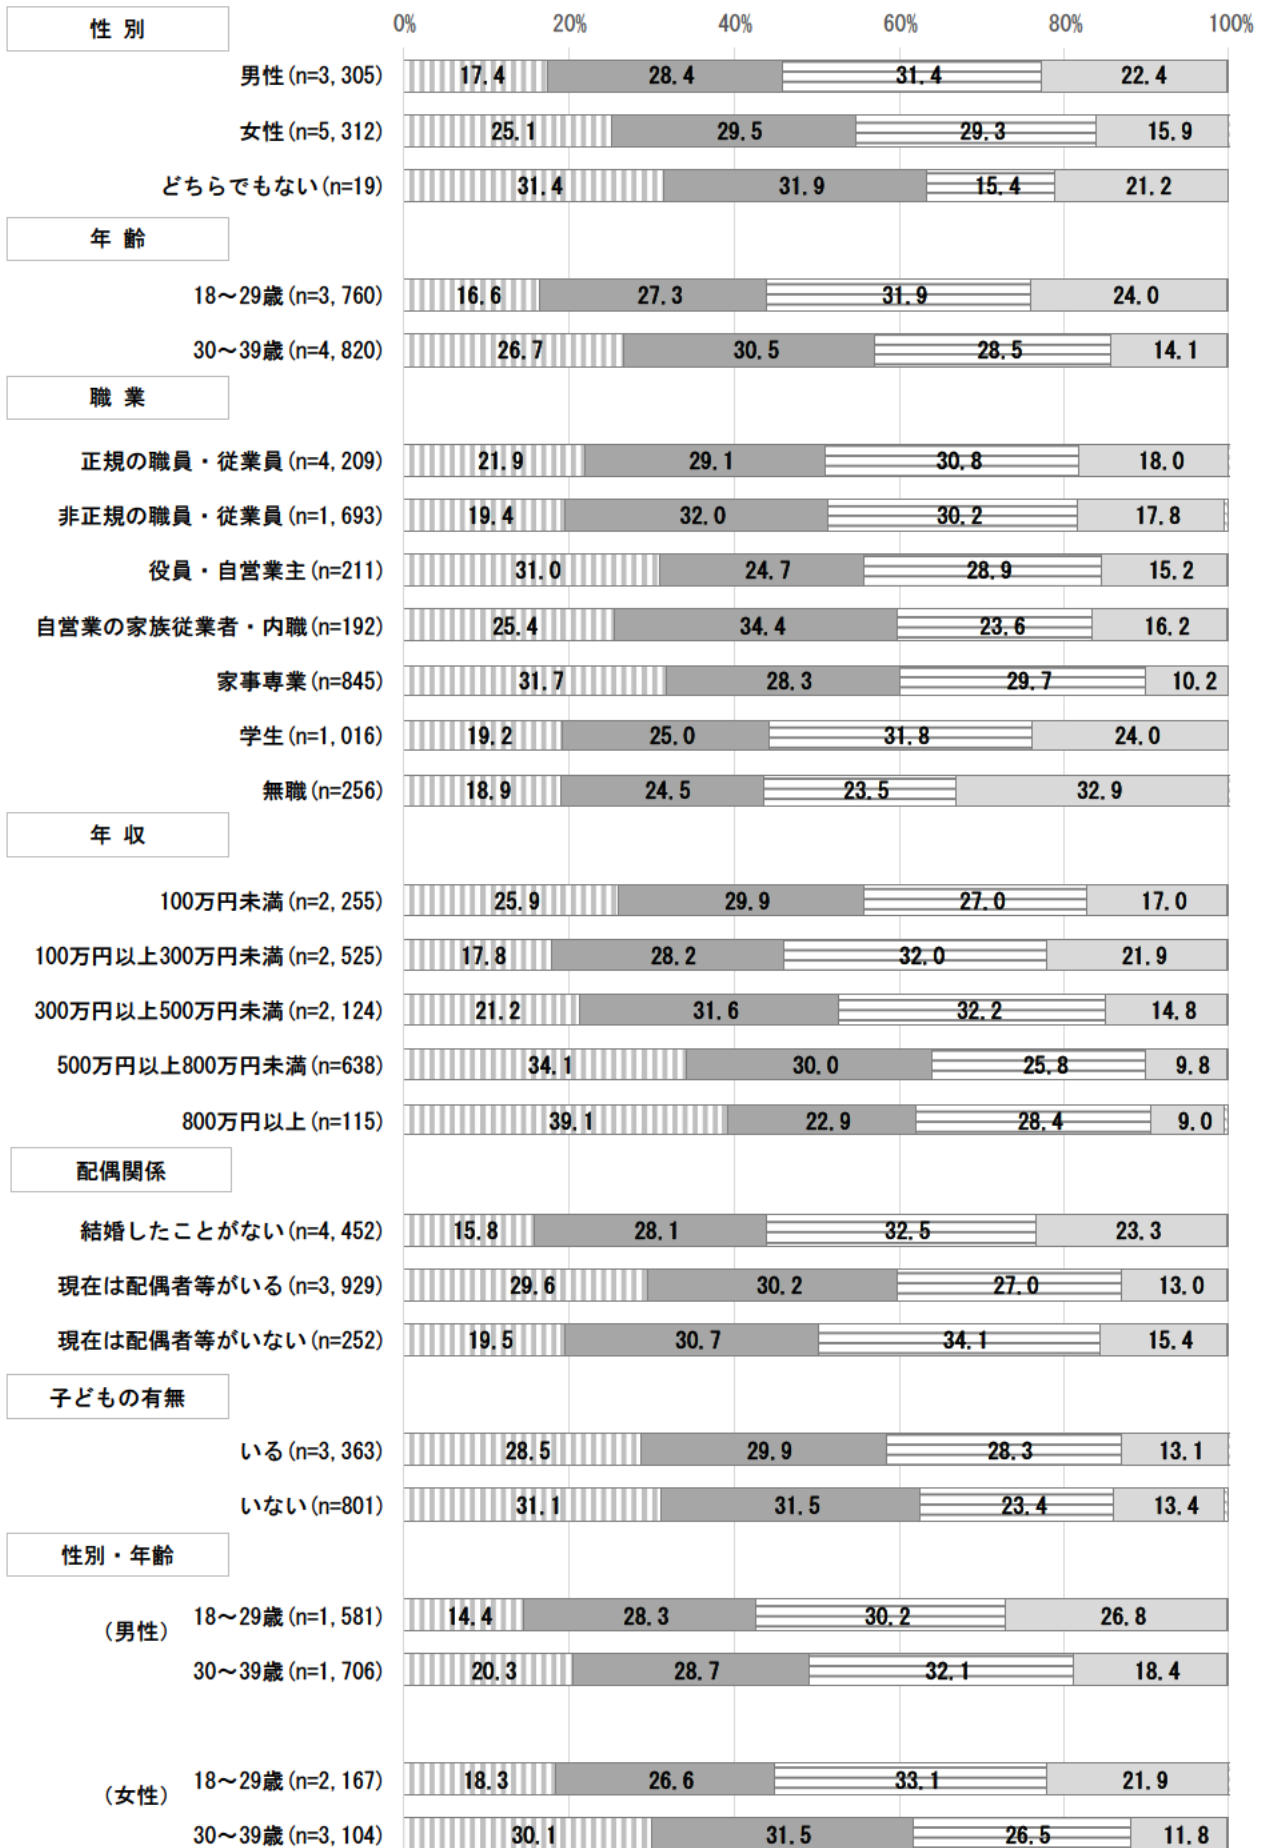 性 別
0% 20% 40% 60% 80% 100%
男性(n=3,305) 17.4 28.4 31.4 22.4
女性(n=5,312) 25.1 29.5 29.3 15.9
どちらでもない(n=19) 31.4 31.9 15.4 21.2
年 齢
18～29歳(n=3,760) 16.6 27.3 31.9 24.0
30～39歳(n=4,820) 26.7 30.5 28.5 14.1
職 業
正規の職員・従業員(n=4,209) 21.9 29.1 30.8 18.0
非正規の職員・従業員(n=1,693) 19.4 32.0 30.2 17.8
役員・自営業主(n=211) 31.0 24.7 28.9 15.2
自営業の家族従業者・内職(n=192) 25.4 34.4 23.6 16.2
家事専業(n=845) 31.7 28.3 29.7 10.2
学生(n=1,016) 19.2 25.0 31.8 24.0
無職(n=256) 18.9 24.5 23.5 32.9
年 収
100万円未満(n=2,255) 25.9 29.9 27.0 17.0
100万円以上300万円未満(n=2,525) 17.8 28.2 32.0 21.9
300万円以上500万円未満(n=2,124) 21.2 31.6 32.2 14.8
500万円以上800万円未満(n=638) 34.1 30.0 25.8 9.8
800万円以上(n=115) 39.1 22.9 28.4 9.0
配偶関係
結婚したことがない(n=4,452) 15.8 28.1 32.5 23.3
現在は配偶者等がいる(n=3,929) 29.6 30.2 27.0 13.0
現在は配偶者等がいない(n=252) 19.5 30.7 34.1 15.4
子どもの有無
いる(n=3,363) 28.5 29.9 28.3 13.1
いない(n=801) 31.1 31.5 23.4 13.4
性別・年齢
（男性） 18～29歳(n=1,581) 14.4 28.3 30.2 26.8
30～39歳(n=1,706) 20.3 28.7 32.1 18.4
（女性） 18～29歳(n=2,167) 18.3 26.6 33.1 21.9
30～39歳(n=3,104) 30.1 31.5 26.5 11.8